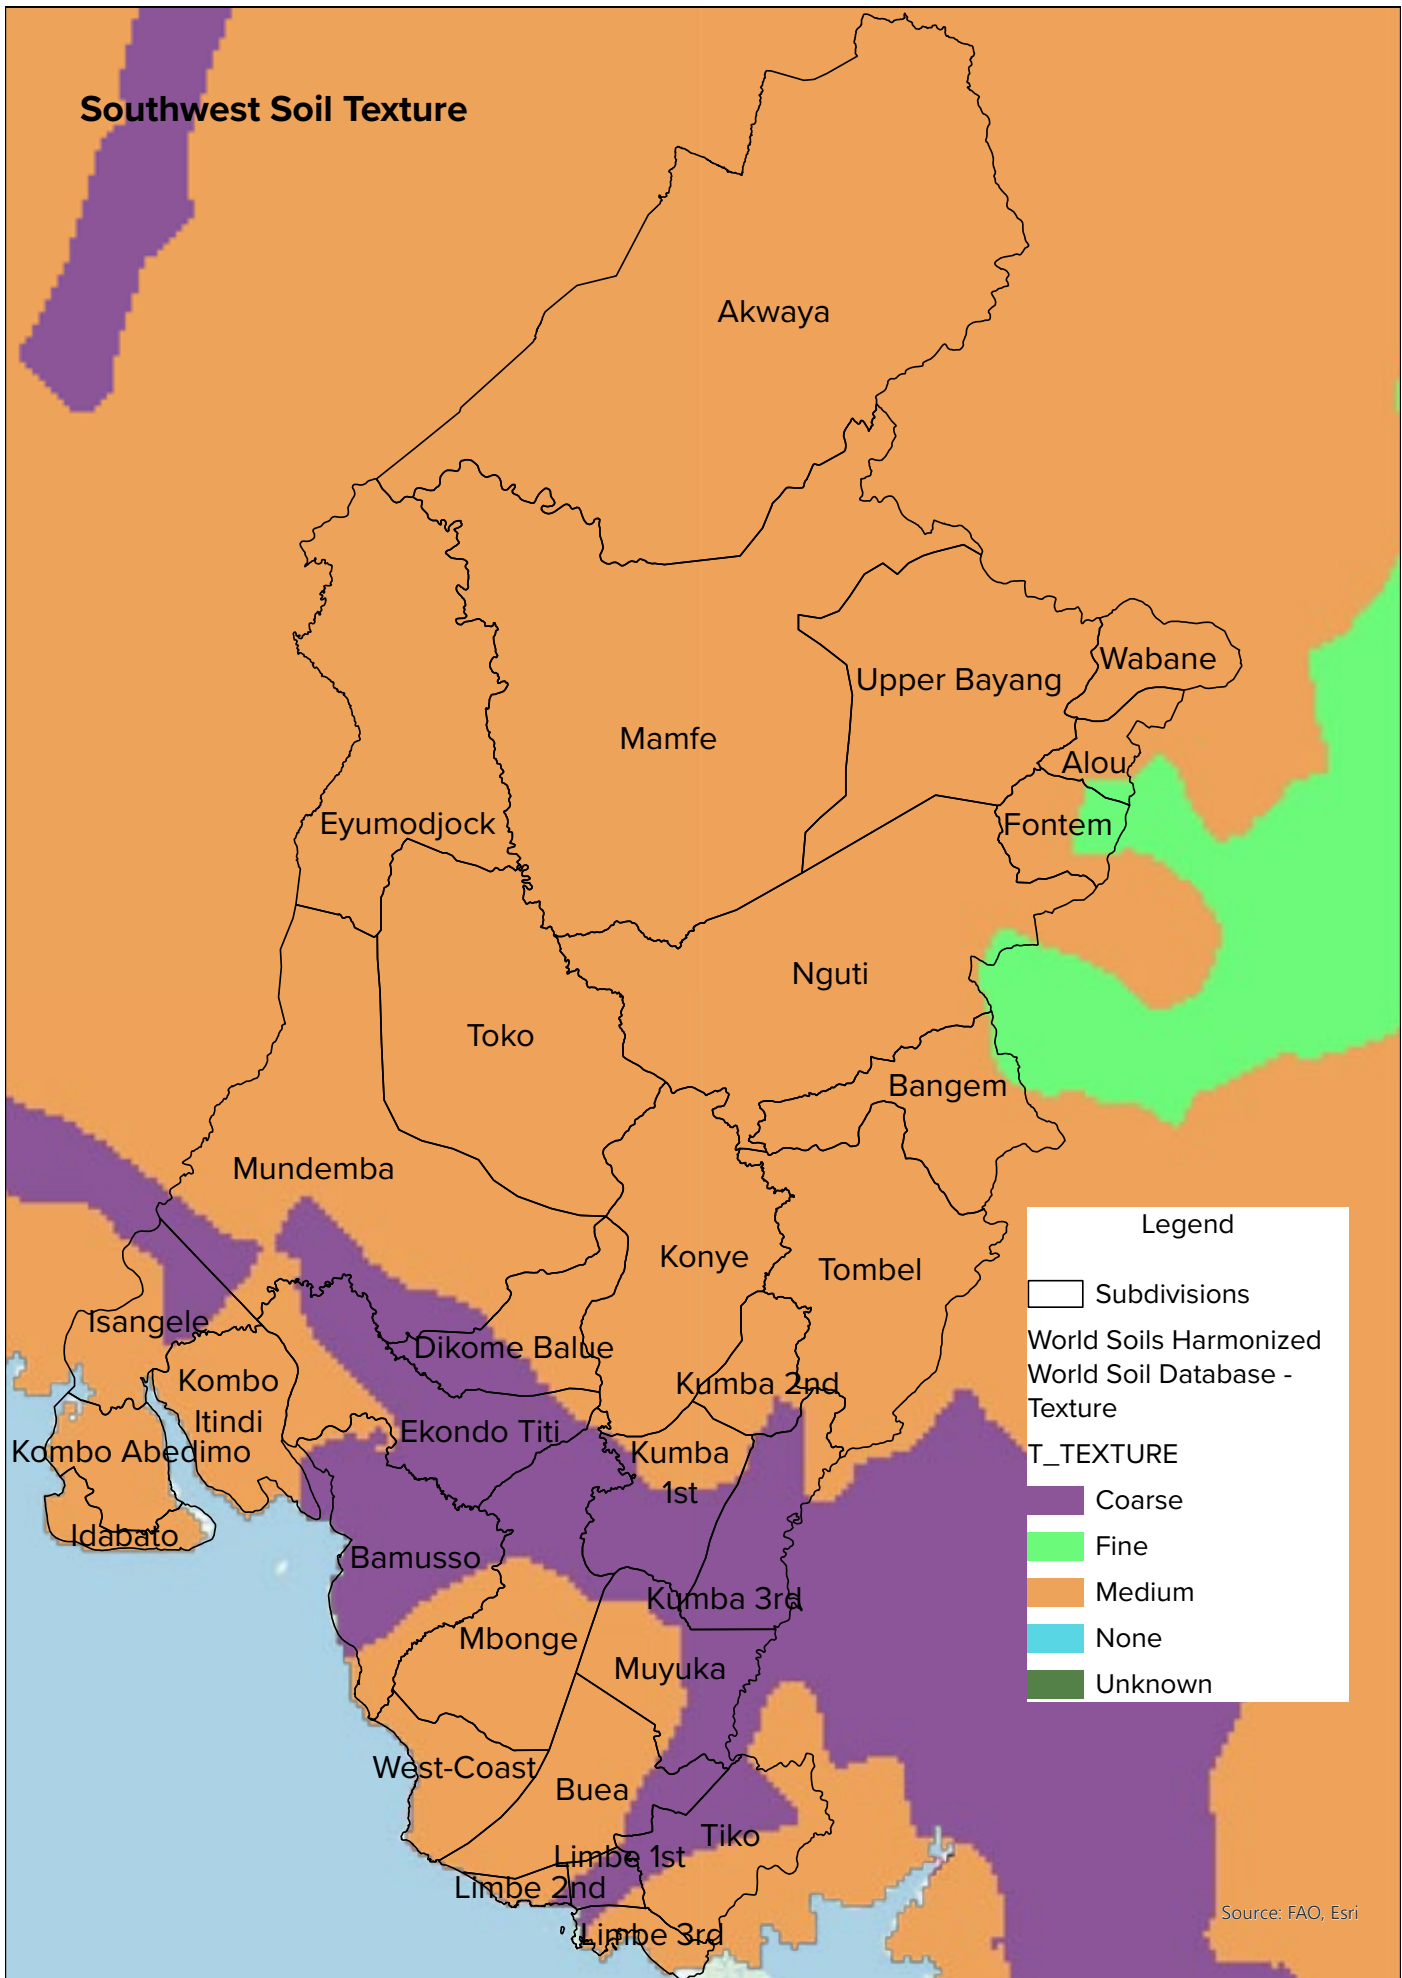 Southwest Soil Texture
Akwaya
Wabane
Upper Bayang
Mamfe
Alou
Eyumodjock
Fontem
Nguti
Toko
Bangem
Mundemba
Konye
Tombel
Isangele
Dikome Balue
Kombo
Itindi
Kumba 2nd
Ekondo Titi
Kombo Abedimo
Kumba
1st
Idabato
Bamusso
Kumba 3rd
Mbonge
Muyuka
West-Coast
Buea
Tiko
Limbe 1st
Limbe 2nd
Limbe 3rd
Legend
Subdivisions
World Soils Harmonized
World Soil Database -
Texture
T_TEXTURE
Coarse
Fine
Medium
None
Unknown
Source: FAO, Esri